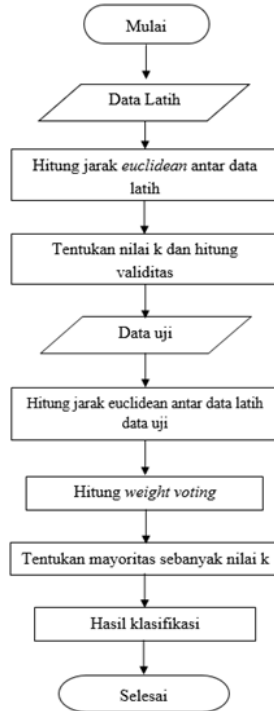 Mulai
Data Latih
Hitung jarak euclidean antar data
latih
Tentukan nilai k dan hitung
validitas
Data uji
Hitung jarak euclidean antar data latih
data uji
Hitung weight voting
Tentukan mayoritas sebanyak nilai k
Hasil klasifikasi
Selesai